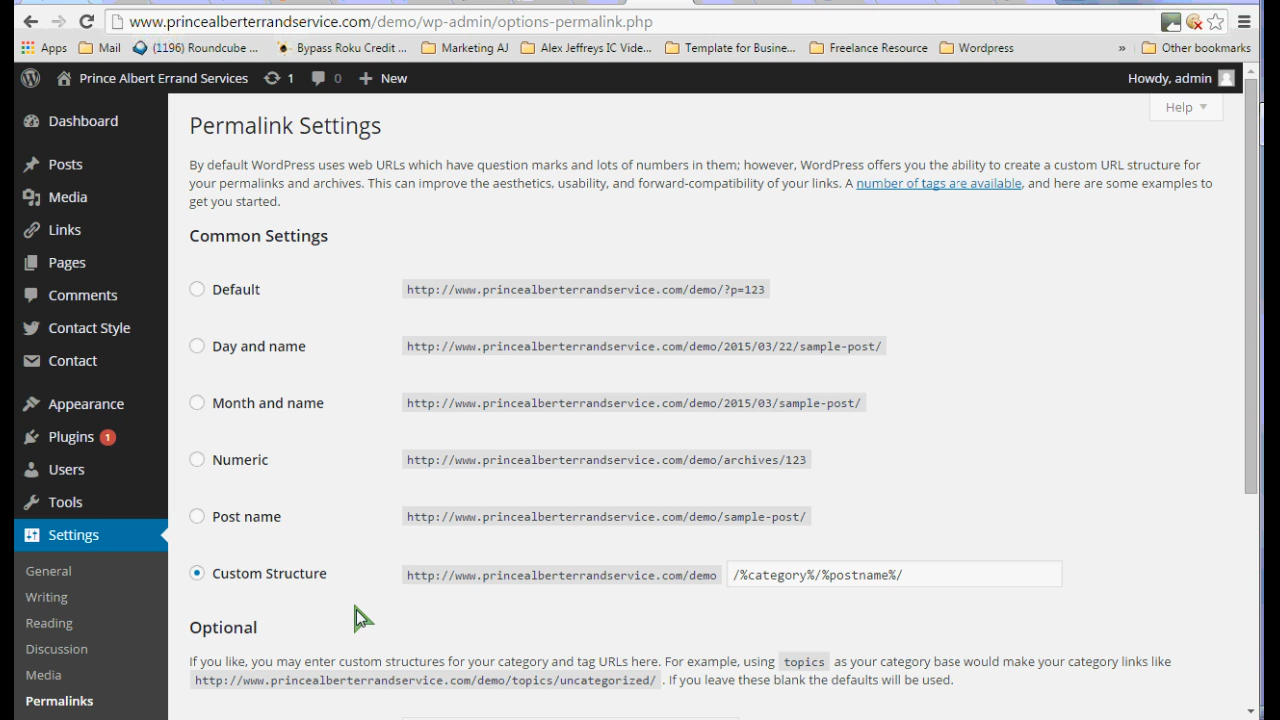 www.princealberterrandservice.com/demo/wp-admin/options-permalink.php
Apps Mail (1196) Roundcube ... Bypass Roku Credit ... Marketing AJ Alex Jeffreys IC Vide... Template for Busine... Freelance Resource Wordpress » Other bookmarks
Prince Albert Errand Services 1 0 New Howdy, admin
Help
Dashboard
Posts
Media
Links
Pages
Comments
Contact Style
Contact
Appearance
Plugins 1
Users
Tools
Settings
General
Writing
Reading
Discussion
Media
Permalinks
Permalink Settings
By default WordPress uses web URLs which have question marks and lots of numbers in them; however, WordPress offers you the ability to create a custom URL structure for
your permalinks and archives. This can improve the aesthetics, usability, and forward-compatibility of your links. A number of tags are available, and here are some examples to
get you started.
Common Settings
Default http://www.princealberterrandservice.com/demo/?p=123
Day and name http://www.princealberterrandservice.com/demo/2015/03/22/sample-post/
Month and name http://www.princealberterrandservice.com/demo/2015/03/sample-post/
Numeric http://www.princealberterrandservice.com/demo/archives/123
Post name http://www.princealberterrandservice.com/demo/sample-post/
Custom Structure http://www.princealberterrandservice.com/demo /%category%/%postname%/
Optional
If you like, you may enter custom structures for your category and tag URLs here. For example, using topics as your category base would make your category links like
http://www.princealberterrandservice.com/demo/topics/uncategorized/ . If you leave these blank the defaults will be used.